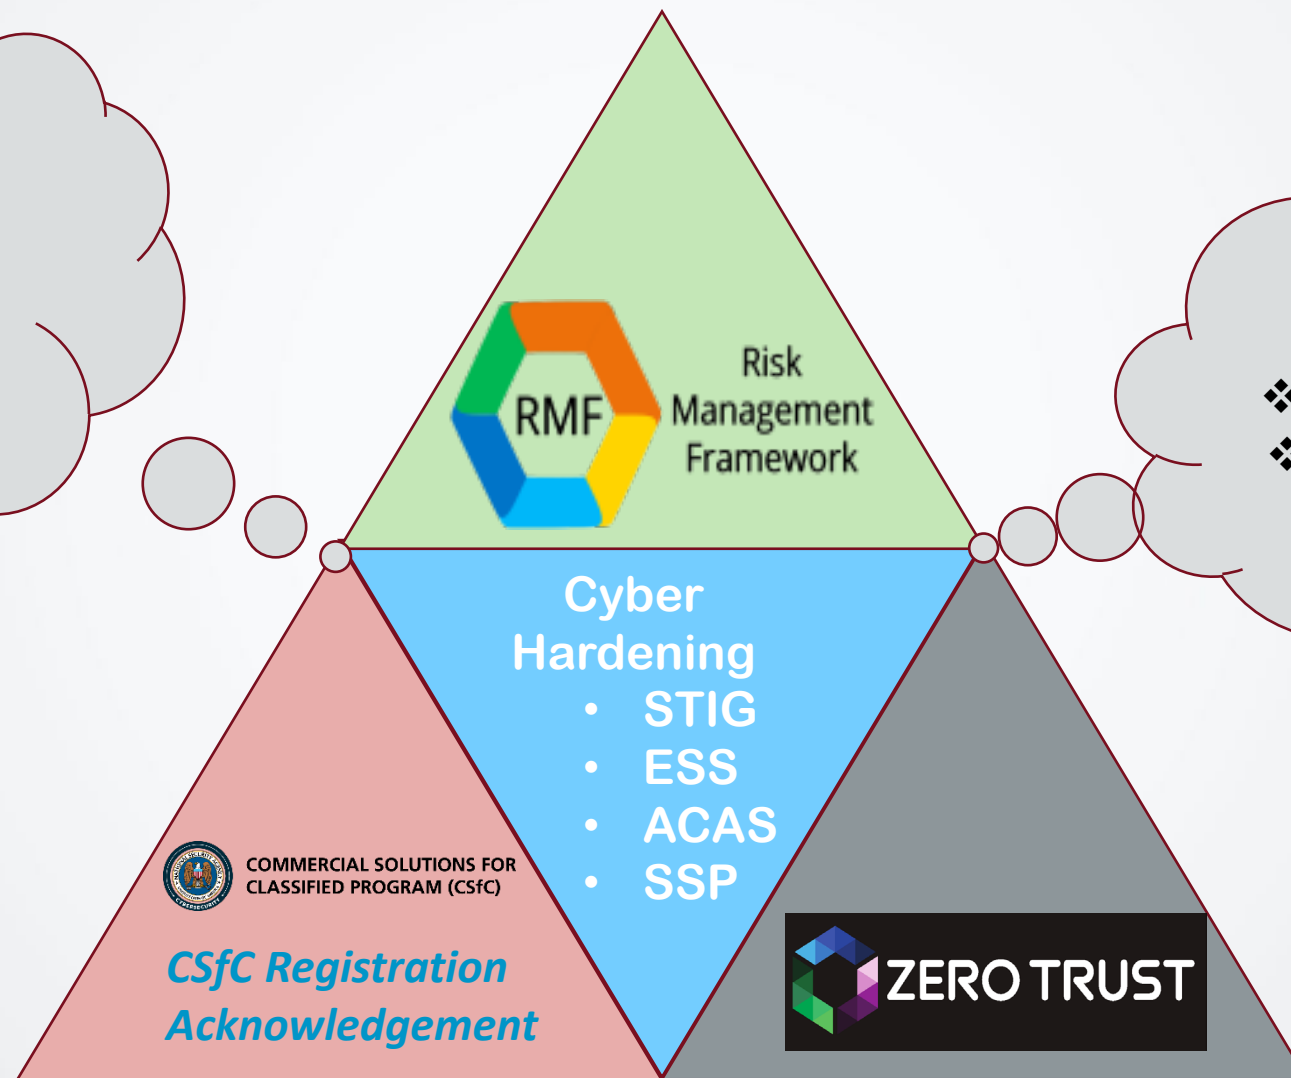 RMF
Risk
Management
Framework
Cyber
Hardening
• STIG
• ESS
• ACAS
• SSP
COMMERCIAL SOLUTIONS FOR
CLASSIFIED PROGRAM (CSfC)
CSfC Registration
Acknowledgement
ZERO TRUST